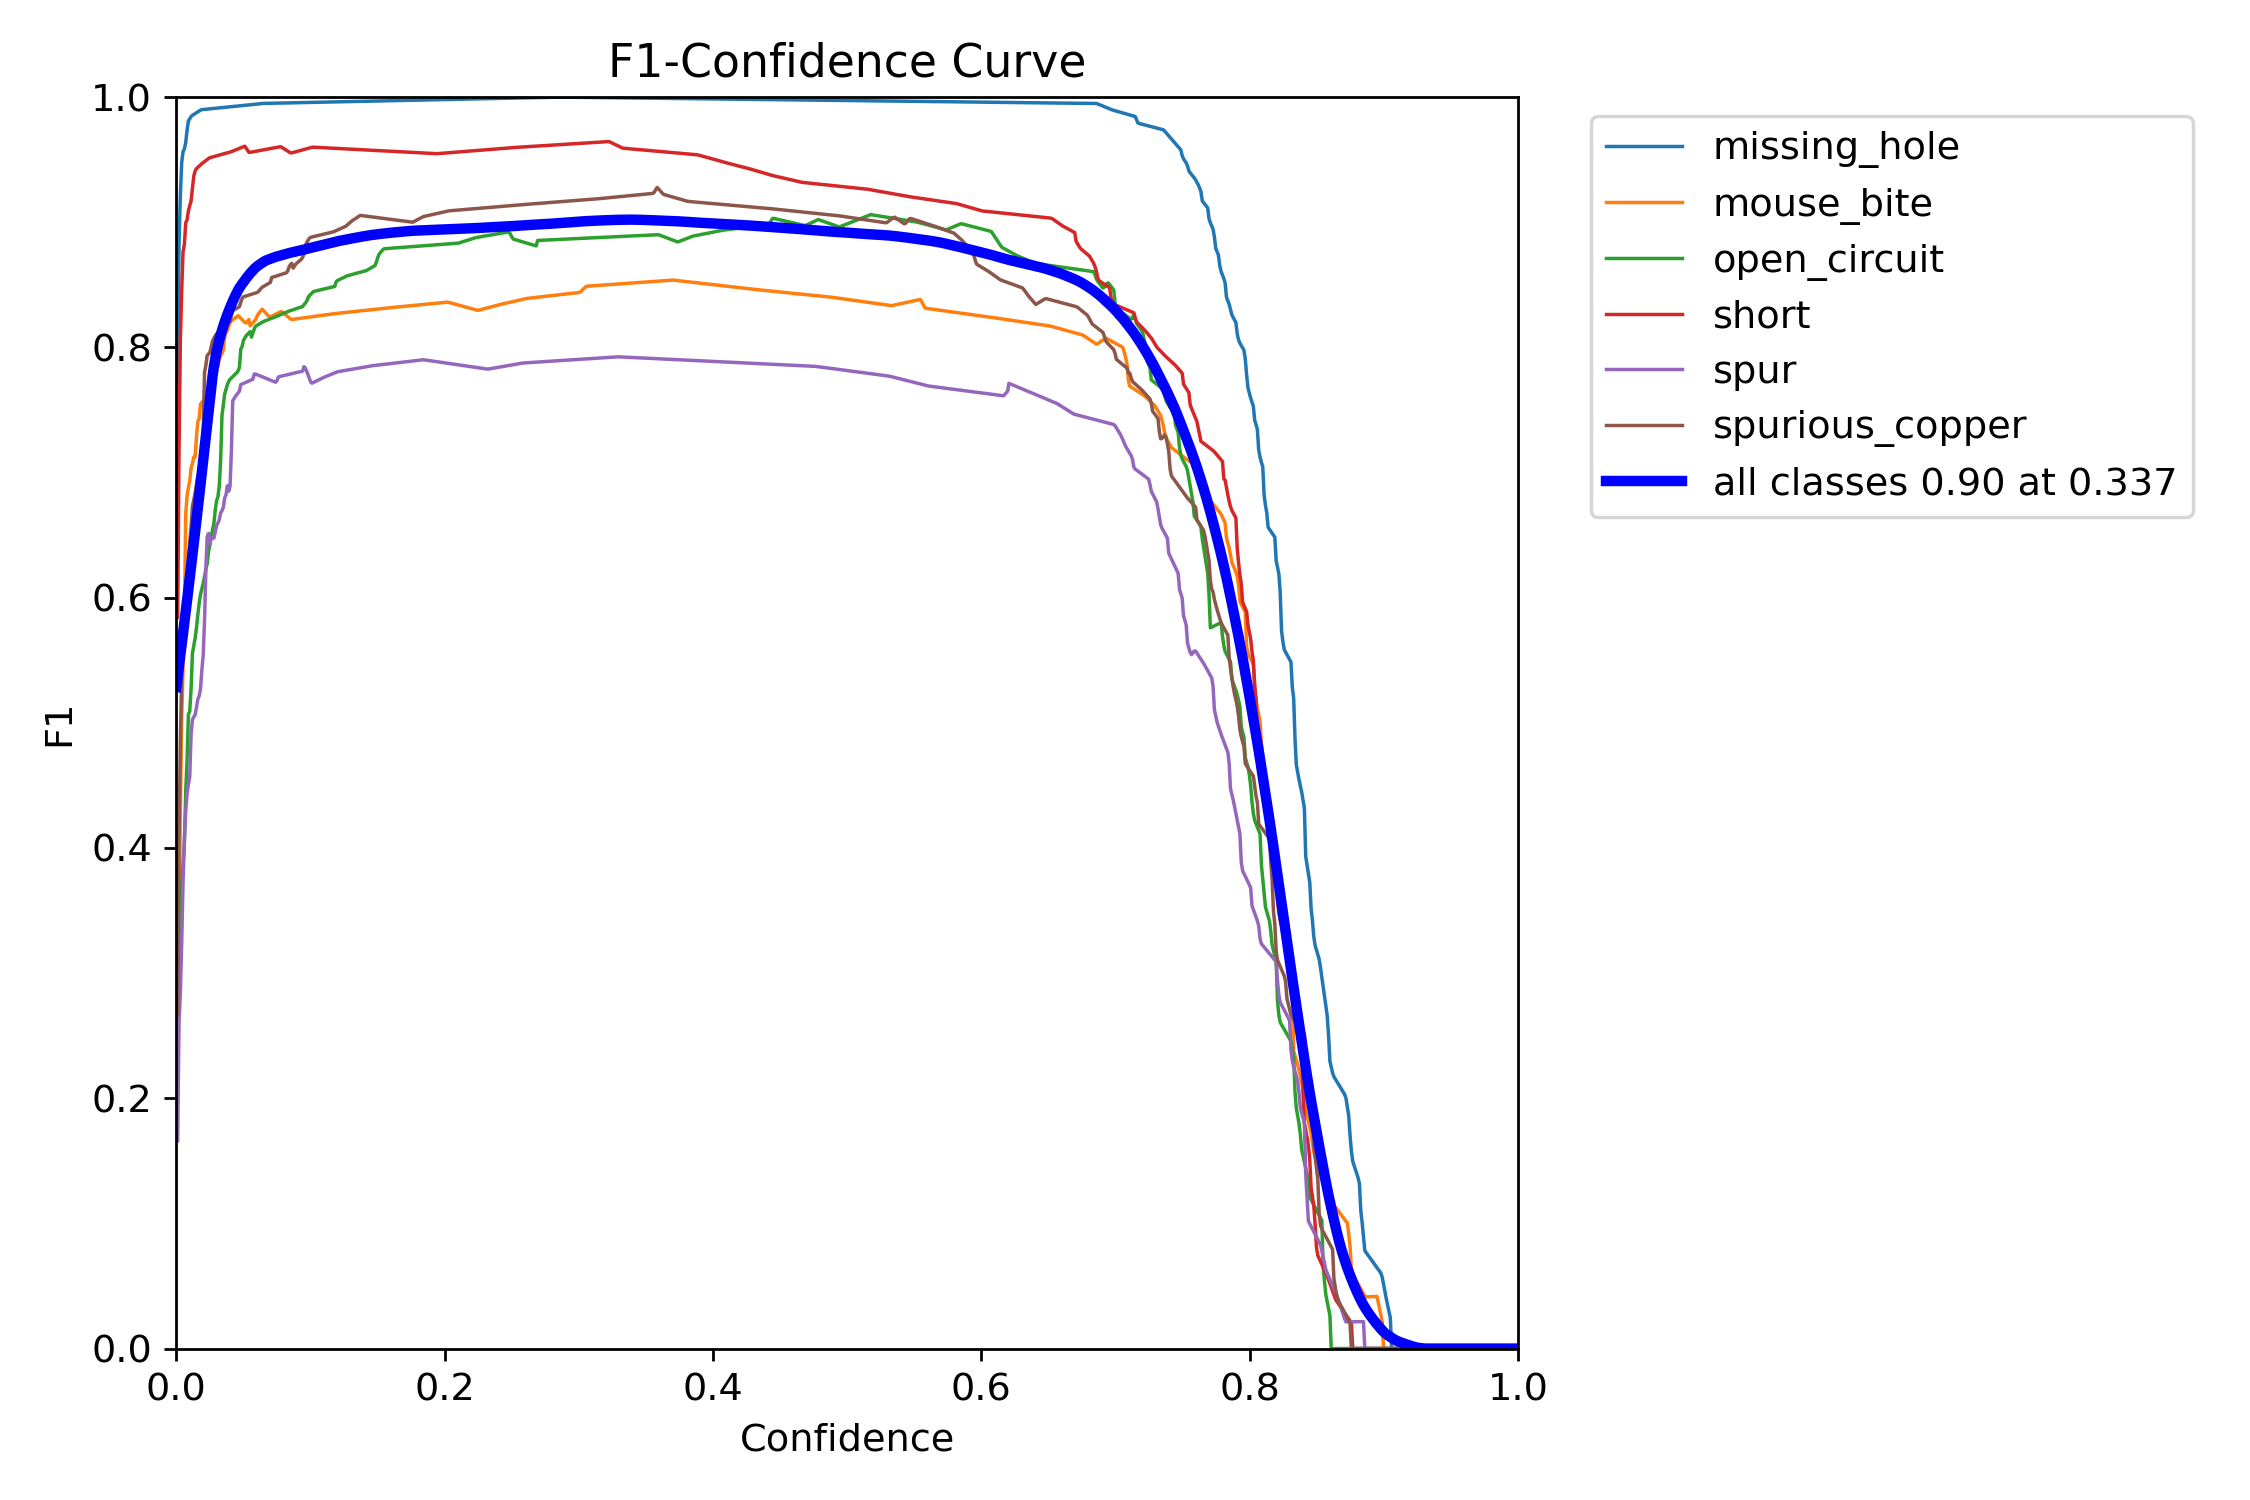 F1-Confidence Curve
1.0
0.8
0.6
0.4
0.2
0.0
F1
0.0 0.2 0.4 0.6 0.8 1.0
Confidence
missing_hole
mouse_bite
open_circuit
short
spur
spurious_copper
all classes 0.90 at 0.337